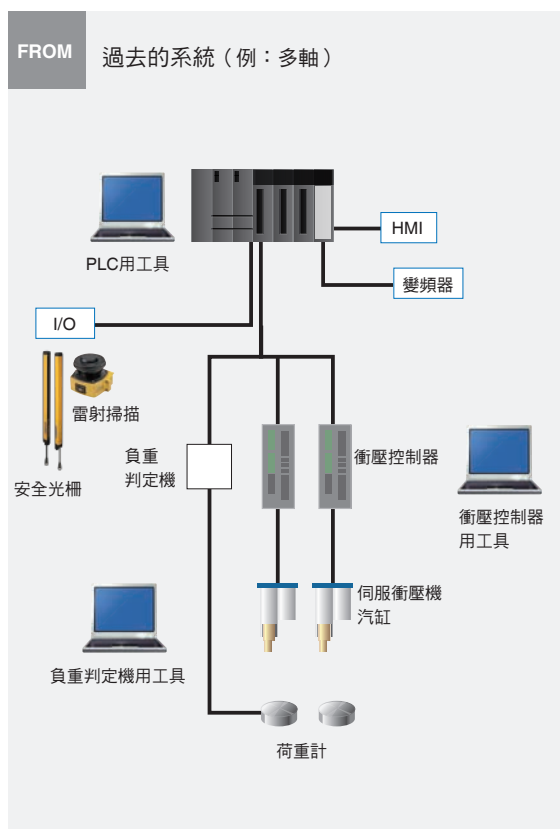 FROM
過去的系統（例：多軸）
PLC用工具
HMI
變頻器
I/O
雷射掃描
安全光柵
負重
判定機
衝壓控制器
衝壓控制器
用工具
伺服衝壓機
汽缸
負重判定機用工具
荷重計